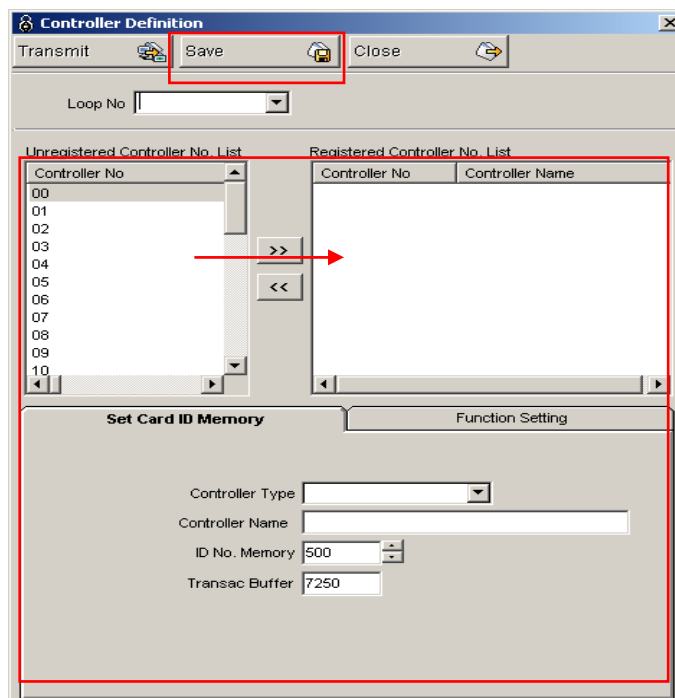 Controller Definition
Transmit Save Close
Loop No
Unregistered Controller No. List Registered Controller No. List
Controller No Controller No Controller Name
00
01
02
03
>>
04
05
<<
06
07
08
09
10
Set Card ID Memory Function Setting
Controller Type
Controller Name
ID No. Memory 500
Transac Buffer 7250